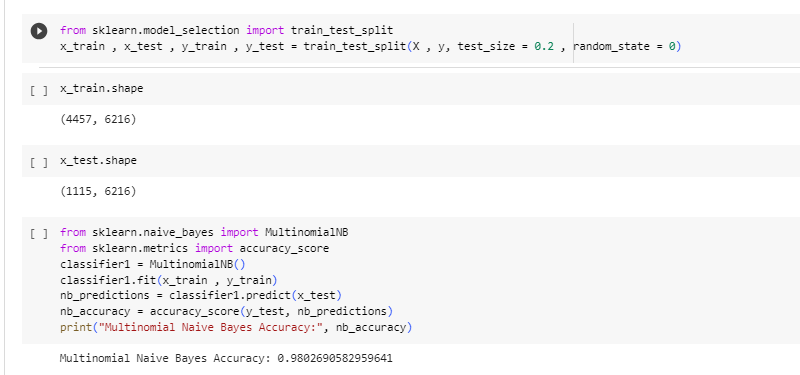 from sklearn.model_selection import train_test_split
x_train , x_test , y_train , y_test = train_test_split(X , y, test_size = 0.2 , random_state = 0)
[ ] x_train.shape
(4457, 6216)
[ ] x_test.shape
(1115, 6216)
[ ] from sklearn.naive_bayes import MultinomialNB
from sklearn.metrics import accuracy_score
classifier1 = MultinomialNB()
classifier1.fit(x_train , y_train)
nb_predictions = classifier1.predict(x_test)
nb_accuracy = accuracy_score(y_test, nb_predictions)
print("Multinomial Naive Bayes Accuracy:", nb_accuracy)
Multinomial Naive Bayes Accuracy: 0.9802690582959641